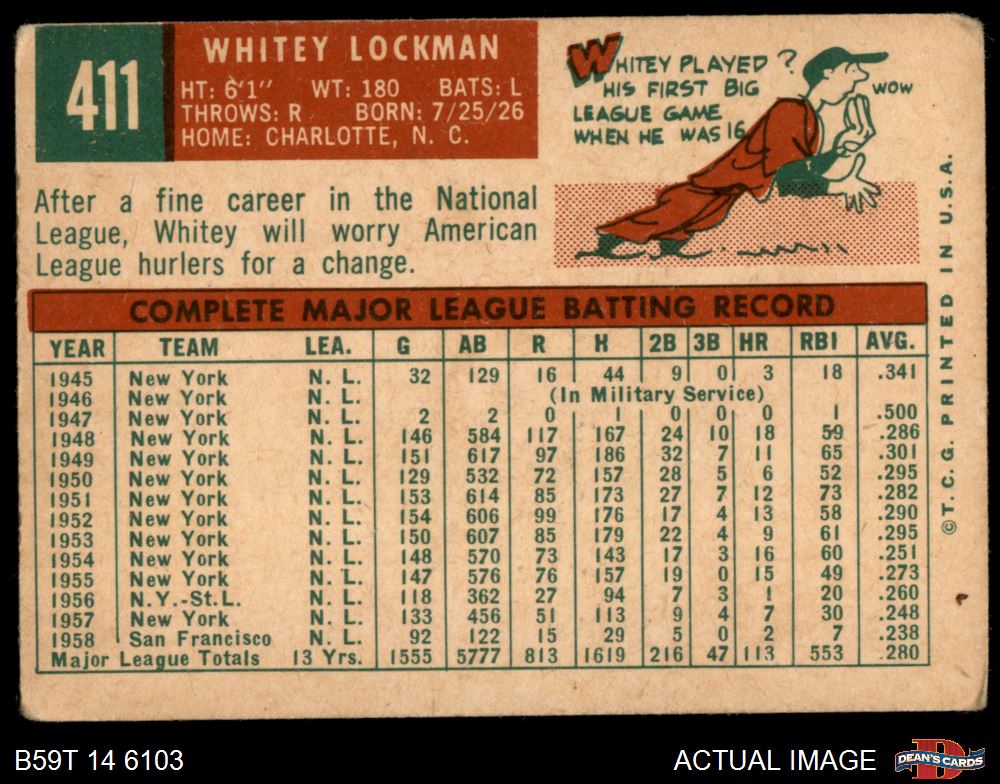 411
WHITEY LOCKMAN
HT: 6'1" WT: 180 BATS: L
THROWS: R BORN: 7/25/26
HOME: CHARLOTTE, N. C.
WHITEY PLAYED ?
HIS FIRST BIG
LEAGUE GAME
WHEN HE WAS 16
WOW
After a fine career in the National
League, Whitey will worry American
League hurlers for a change.
COMPLETE MAJOR LEAGUE BATTING RECORD
YEAR TEAM LEA. G AB R H 2B 3B HR RBI AVG.
1945 New York N. L. 32 129 16 44 9 0 3 18 .341
1946 New York N. L. (In Military Service)
1947 New York N. L. 2 2 0 1 0 0 0 1 .500
1948 New York N. L. 146 584 117 167 24 10 18 59 .286
1949 New York N. L. 151 617 97 186 32 7 11 65 .301
1950 New York N. L. 129 532 72 157 28 5 6 52 .295
1951 New York N. L. 153 614 85 173 27 7 12 73 .282
1952 New York N. L. 154 606 99 176 17 4 13 58 .290
1953 New York N. L. 150 607 85 179 22 4 9 61 .295
1954 New York N. L. 148 570 73 143 17 3 16 60 .251
1955 New York N. L. 147 576 76 157 19 0 15 49 .273
1956 N.Y.-St.L. N. L. 118 362 27 94 7 3 1 20 .260
1957 New York N. L. 133 456 51 113 9 4 7 30 .248
1958 San Francisco N. L. 92 122 15 29 5 0 2 7 .238
Major League Totals 13 Yrs. 1555 5777 813 1619 216 47 113 553 .280
©T. C. G. PRINTED IN U.S.A.
B59T 14 6103
ACTUAL IMAGE
D
DEAN'S CARDS